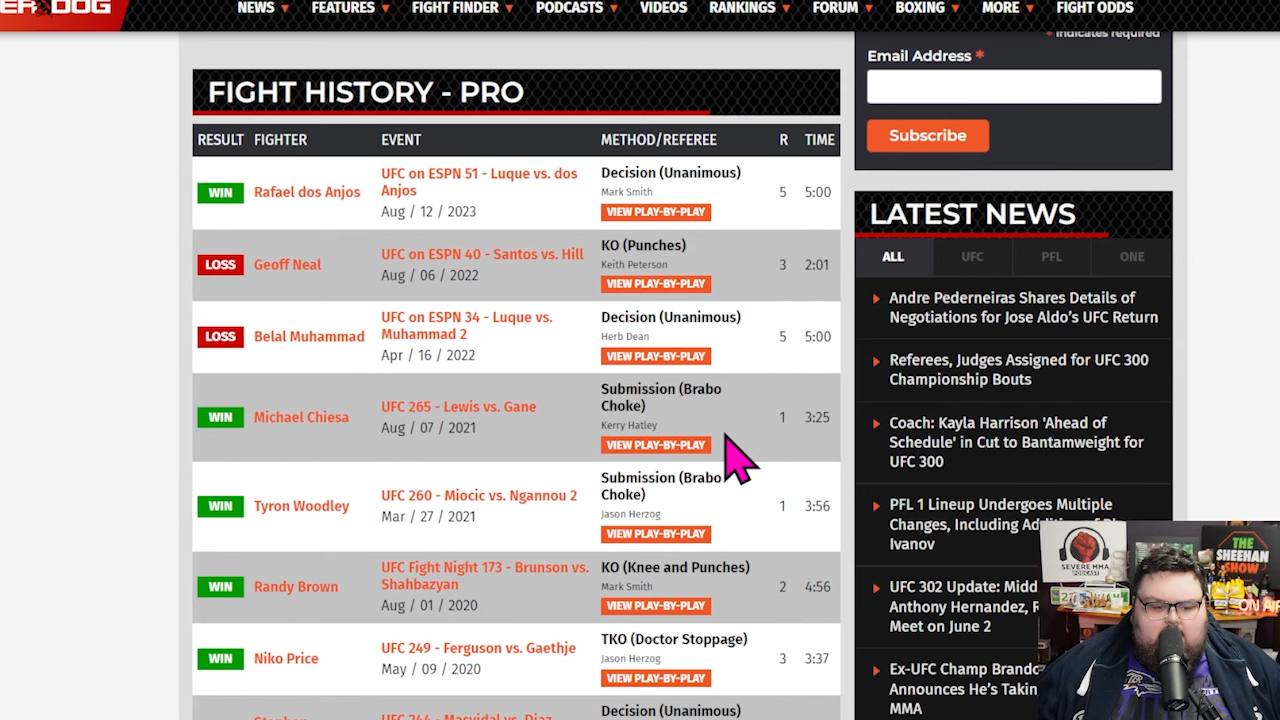 ER DOG
NEWS FEATURES FIGHT FINDER PODCASTS VIDEOS RANKINGS FORUM BOXING MORE FIGHT ODDS
FIGHT HISTORY - PRO
RESULT FIGHTER EVENT METHOD/REFEREE R TIME
WIN Rafael dos Anjos UFC on ESPN 51 - Luque vs. dos Anjos Aug / 12 / 2023 Decision (Unanimous) Mark Smith VIEW PLAY-BY-PLAY 5 5:00
LOSS Geoff Neal UFC on ESPN 40 - Santos vs. Hill Aug / 06 / 2022 KO (Punches) Keith Peterson VIEW PLAY-BY-PLAY 3 2:01
LOSS Belal Muhammad UFC on ESPN 34 - Luque vs. Muhammad 2 Apr / 16 / 2022 Decision (Unanimous) Herb Dean VIEW PLAY-BY-PLAY 5 5:00
WIN Michael Chiesa UFC 265 - Lewis vs. Gane Aug / 07 / 2021 Submission (Brabo Choke) Kerry Hatley VIEW PLAY-BY-PLAY 1 3:25
WIN Tyron Woodley UFC 260 - Miocic vs. Ngannou 2 Mar / 27 / 2021 Submission (Brabo Choke) Jason Herzog VIEW PLAY-BY-PLAY 1 3:56
WIN Randy Brown UFC Fight Night 173 - Brunson vs. Shahbazyan Aug / 01 / 2020 KO (Knee and Punches) Mark Smith VIEW PLAY-BY-PLAY 2 4:56
WIN Niko Price UFC 249 - Ferguson vs. Gaethje May / 09 / 2020 TKO (Doctor Stoppage) Jason Herzog VIEW PLAY-BY-PLAY 3 3:37
Stephen UFC 244 - Masvidal vs. Diaz Decision (Unanimous)
* indicates required
Email Address *
Subscribe
LATEST NEWS
ALL UFC PFL ONE
Andre Pederneiras Shares Details of
Negotiations for Jose Aldo’s UFC Return
Referees, Judges Assigned for UFC 300
Championship Bouts
Coach: Kayla Harrison 'Ahead of
Schedule' in Cut to Bantamweight for
UFC 300
PFL 1 Lineup Undergoes Multiple
Changes, Including
Ivanov
UFC 302 Update:
Anthony Hernandez,
Meet on June 2
Ex-UFC Champ
Announces He's
MMA
SEVERE MMA
PODCAST
THE
SHEEHAN
SHOW
ON AIR